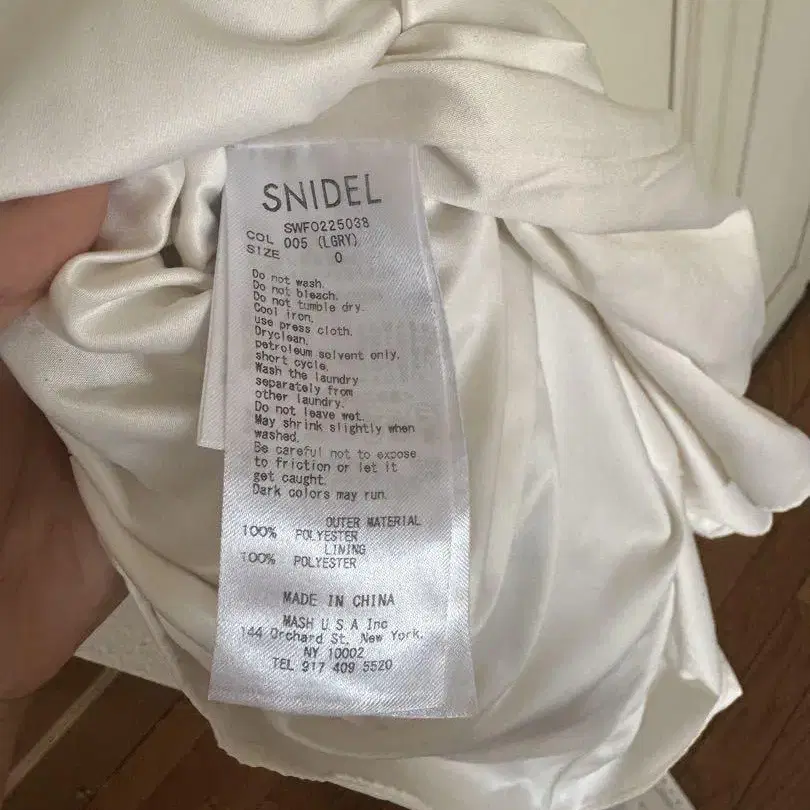 SNIDEL
SWFO225038
COL 005 (LGRY)
SIZE 0
Do not wash.
Do not bleach.
Do not tumble dry.
Cool iron.
use press cloth.
Dryclean.
petroleum solvent only.
short cycle.
Wash the laundry
separately from
other laundry.
Do not leave wet.
May shrink slightly when
washed.
Be careful not to expose
to friction or let it
get caught.
Dark colors may run.
OUTER MATERIAL
100% POLYESTER
LINING
100% POLYESTER
MADE IN CHINA
MASH U S A Inc
144 Orchard St, New York,
NY 10002
TEL 917 409 5520